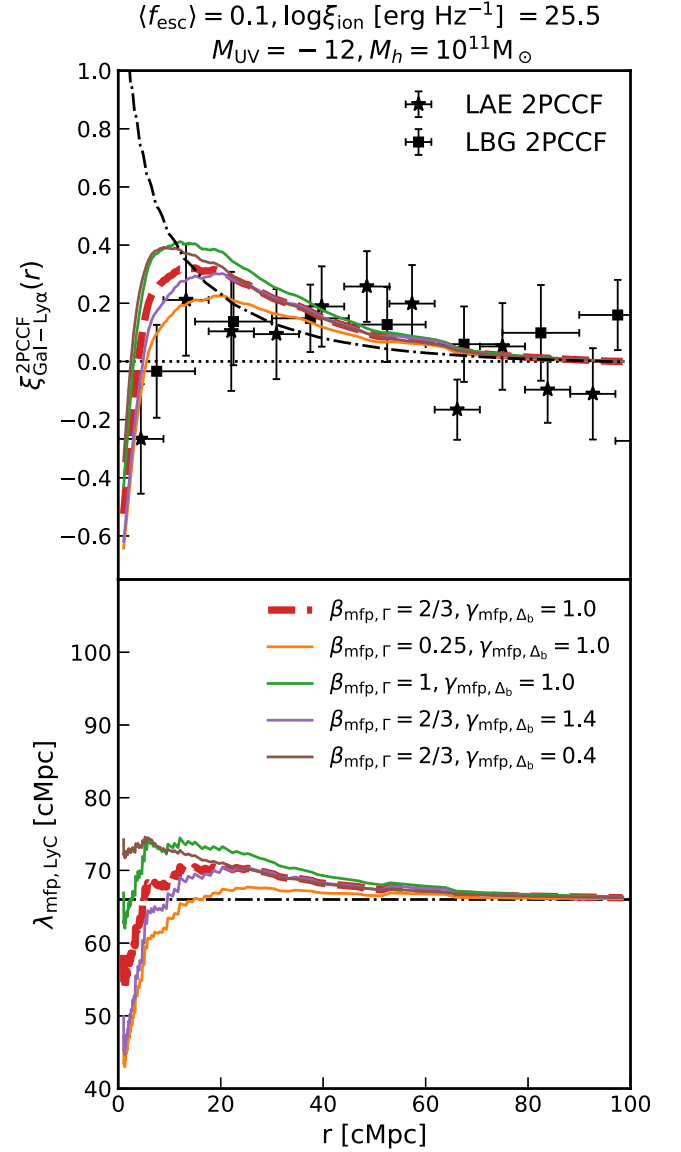 ⟨f_esc⟩ = 0.1, logξ_ion [erg Hz⁻¹] = 25.5
M_UV = −12, M_h = 10¹¹M_⊙
1.0
0.8
0.6
0.4
0.2
0.0
−0.2
−0.4
−0.6
ξ^2PCCF_Gal−Lyα(r)
LAE 2PCCF
LBG 2PCCF
β_mfp, Γ = 2/3, γ_mfp, Δ_b = 1.0
β_mfp, Γ = 0.25, γ_mfp, Δ_b = 1.0
β_mfp, Γ = 1, γ_mfp, Δ_b = 1.0
β_mfp, Γ = 2/3, γ_mfp, Δ_b = 1.4
β_mfp, Γ = 2/3, γ_mfp, Δ_b = 0.4
100
90
80
70
60
50
40
λ_mfp, LyC [cMpc]
0 20 40 60 80 100
r [cMpc]